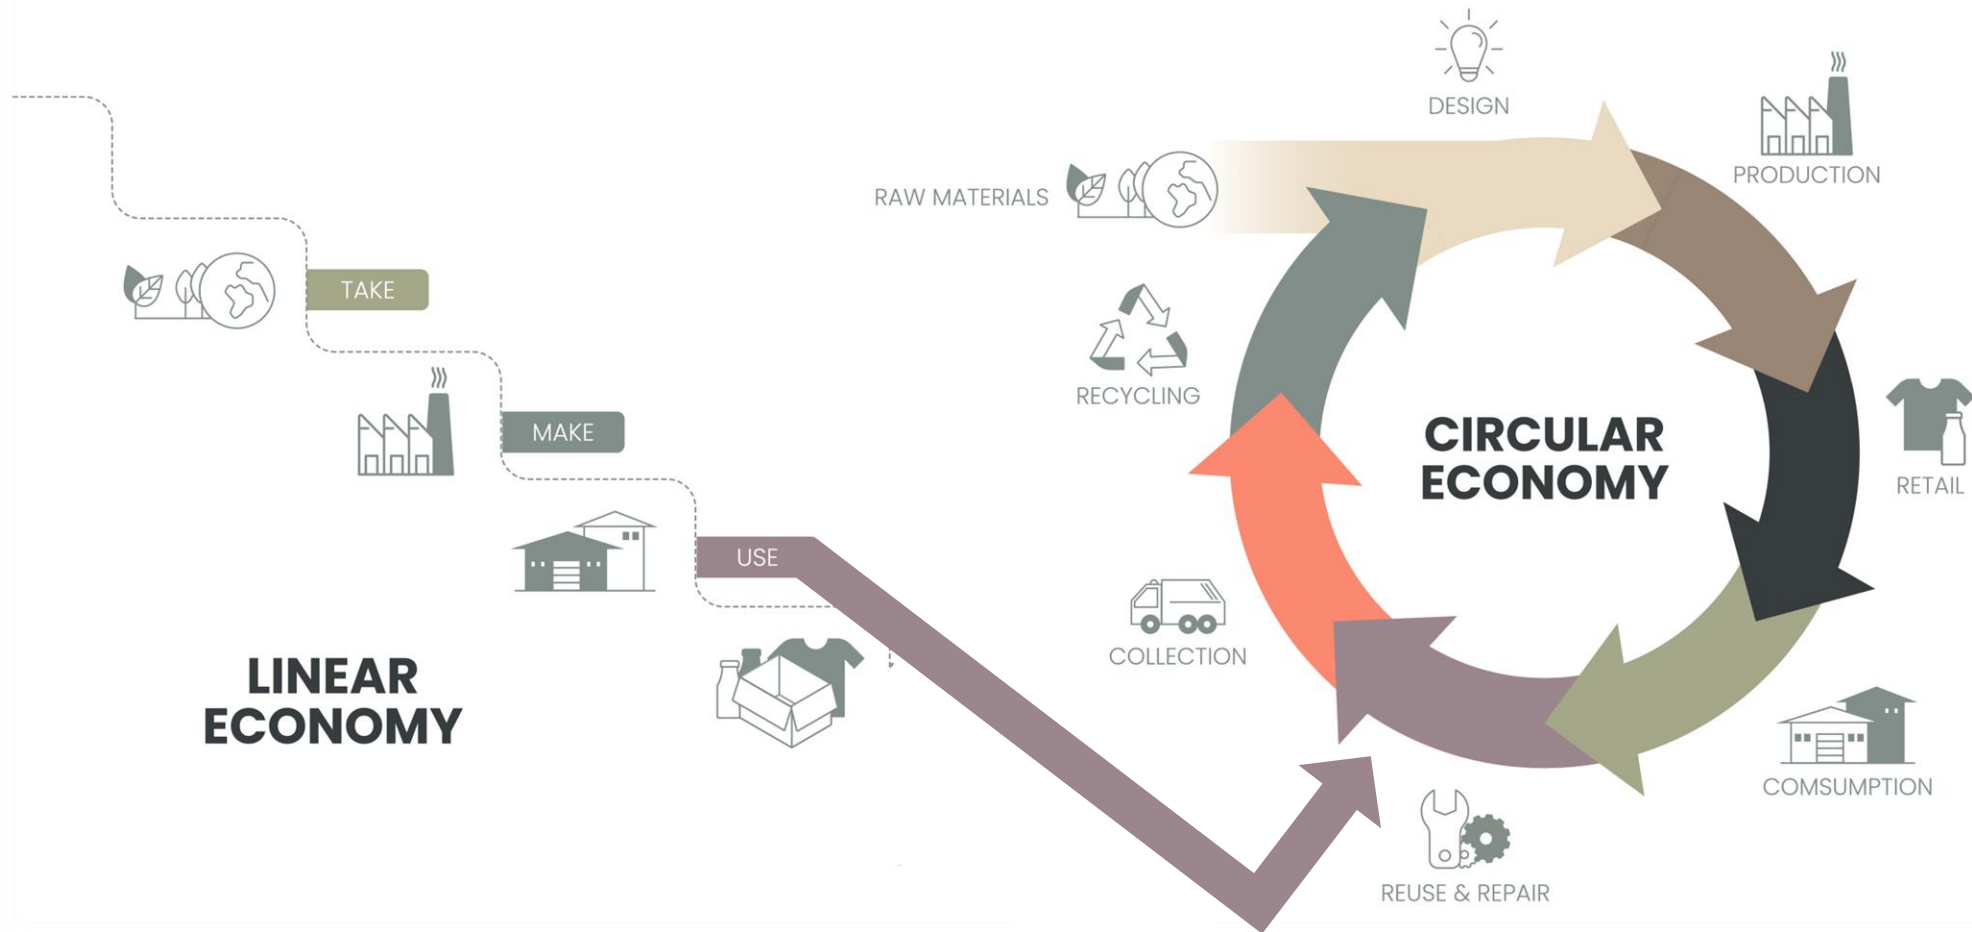 DESIGN
PRODUCTION
RAW MATERIALS
TAKE
RECYCLING
MAKE
CIRCULAR
ECONOMY
RETAIL
USE
COLLECTION
LINEAR
ECONOMY
COMSUMPTION
REUSE & REPAIR